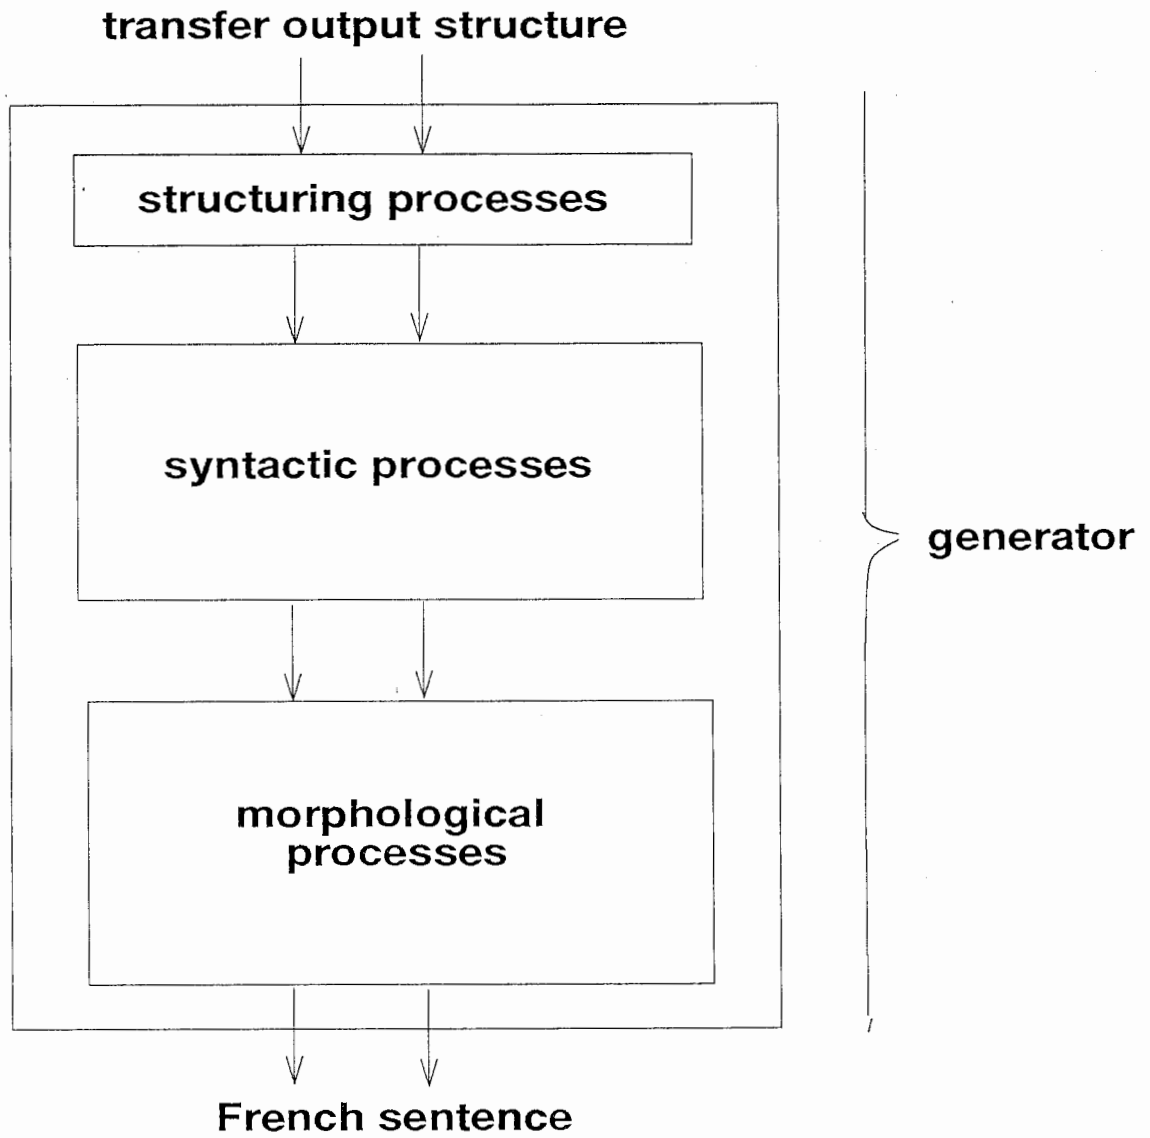 transfer output structure
structuring processes
syntactic processes
generator
morphological
processes
French sentence